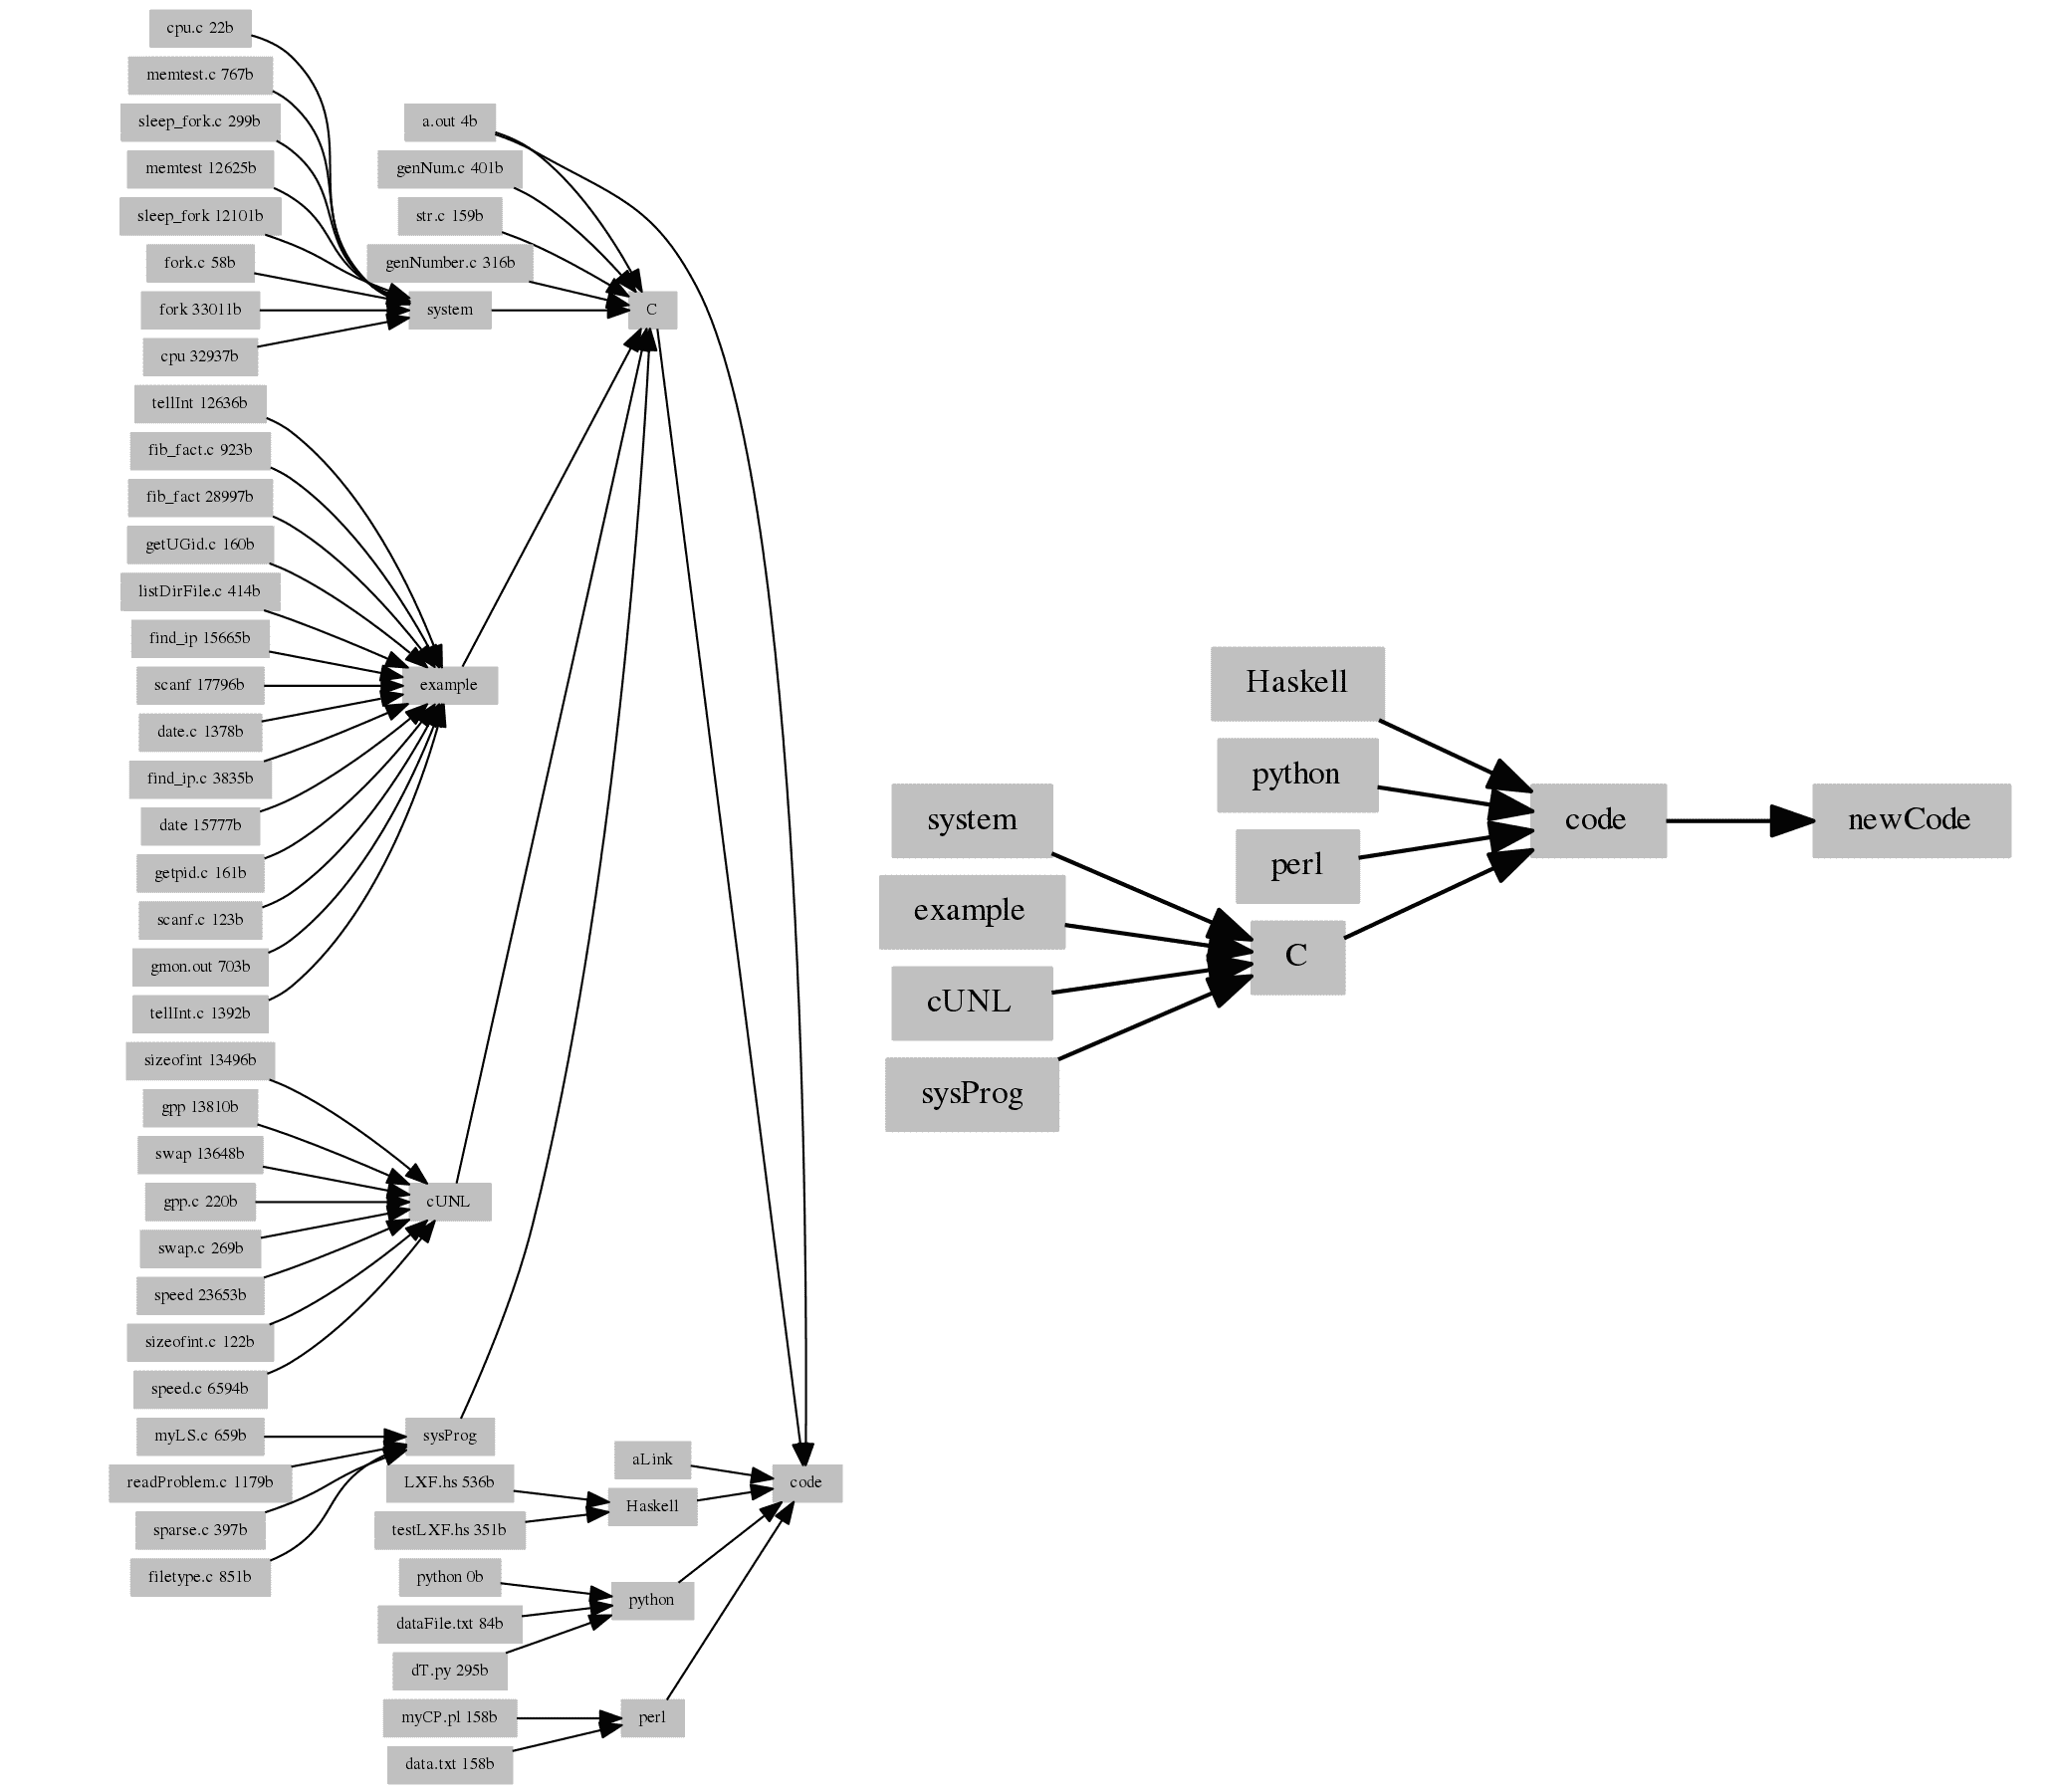 cpu.c 22b
memtest.c 767b
sleep_fork.c 299b
memtest 12625b
sleep_fork 12101b
fork.c 58b
fork 33011b
cpu 32937b
tellInt 12636b
fib_fact.c 923b
fib_fact 28997b
getUGid.c 160b
listDirFile.c 414b
find_ip 15665b
scanf 17796b
date.c 1378b
find_ip.c 3835b
date 15777b
getpid.c 161b
scanf.c 123b
gmon.out 703b
tellInt.c 1392b
sizeofint 13496b
gpp 13810b
swap 13648b
gpp.c 220b
swap.c 269b
speed 23653b
sizeofint.c 122b
speed.c 6594b
myLS.c 659b
readProblem.c 1179b
sparse.c 397b
filetype.c 851b
a.out 4b
genNum.c 401b
str.c 159b
genNumber.c 316b
system
example
cUNL
sysProg
LXF.hs 536b
testLXF.hs 351b
python 0b
dataFile.txt 84b
dT.py 295b
myCP.pl 158b
data.txt 158b
C
aLink
Haskell
python
perl
code
system
example
cUNL
sysProg
Haskell
python
perl
C
code
newCode